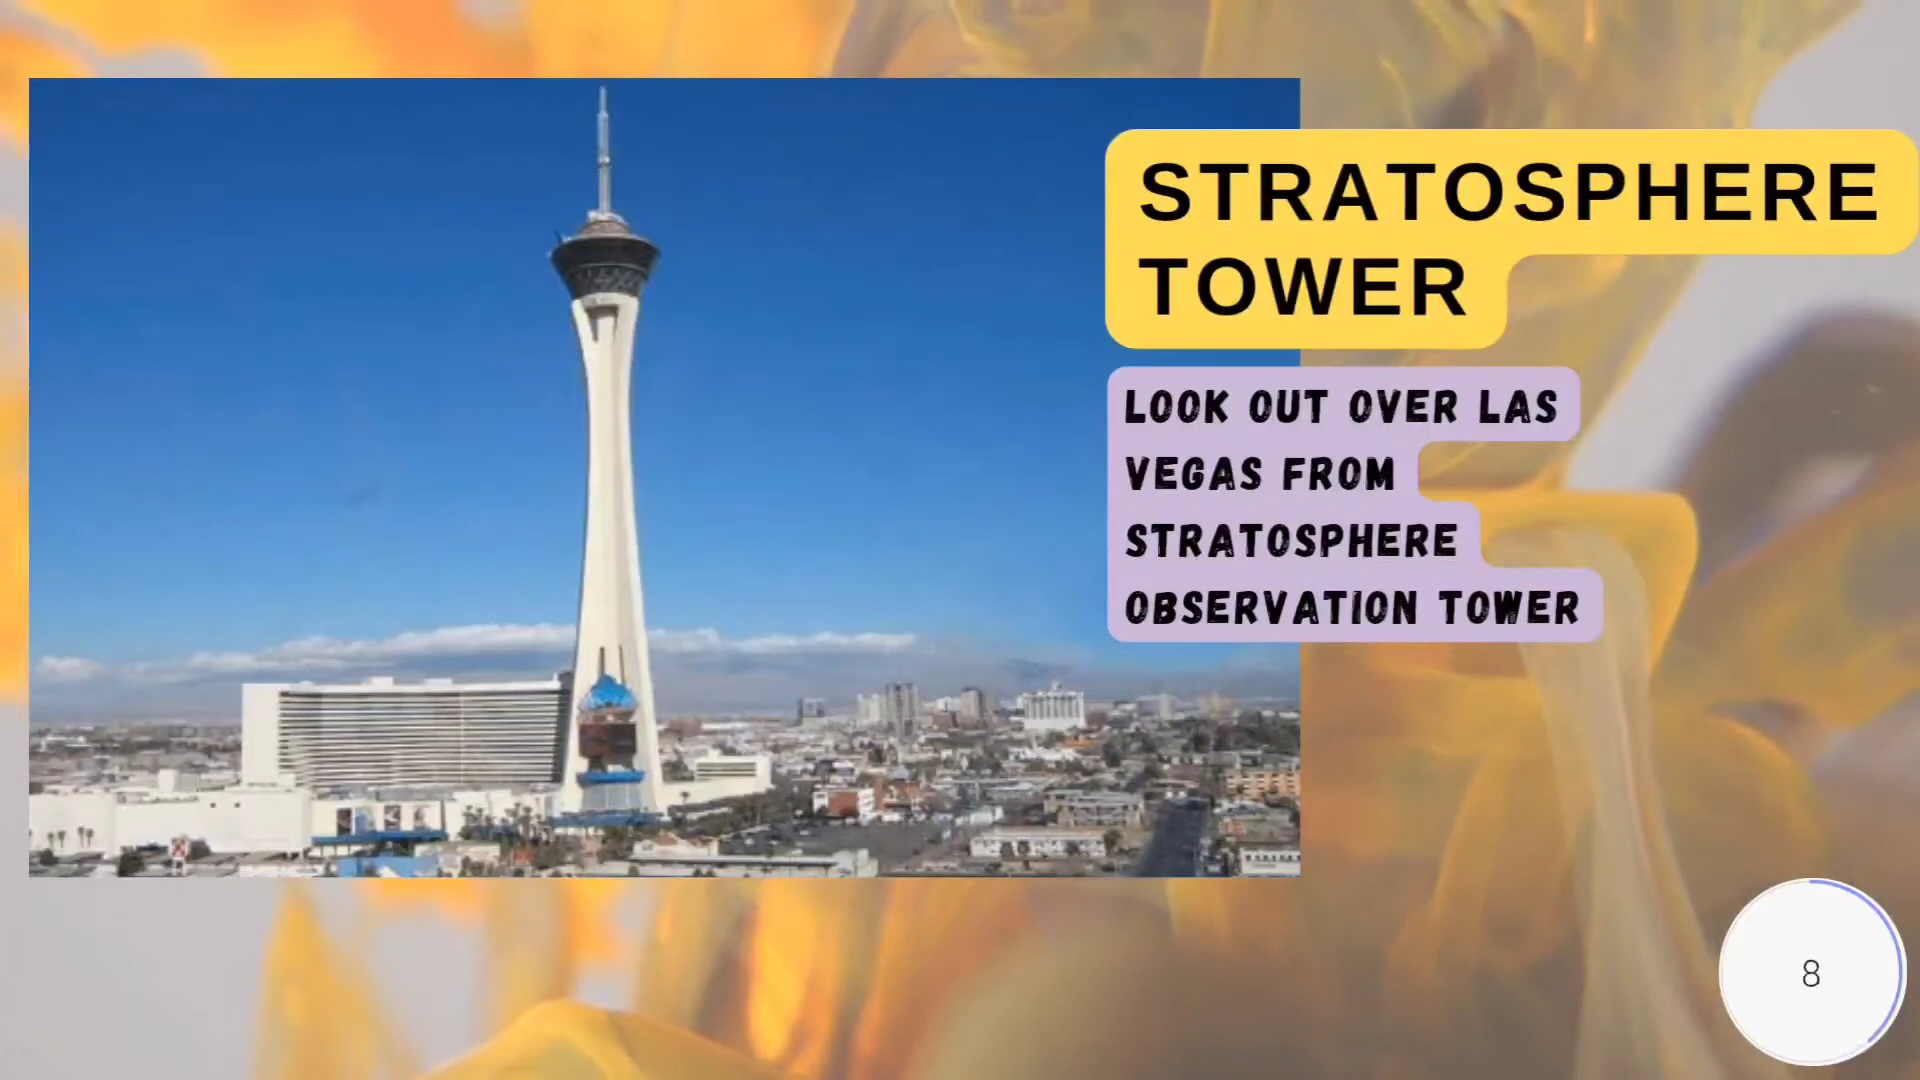 STRATOSPHERE
TOWER
LOOK OUT OVER LAS
VEGAS FROM
STRATOSPHERE
OBSERVATION TOWER
8